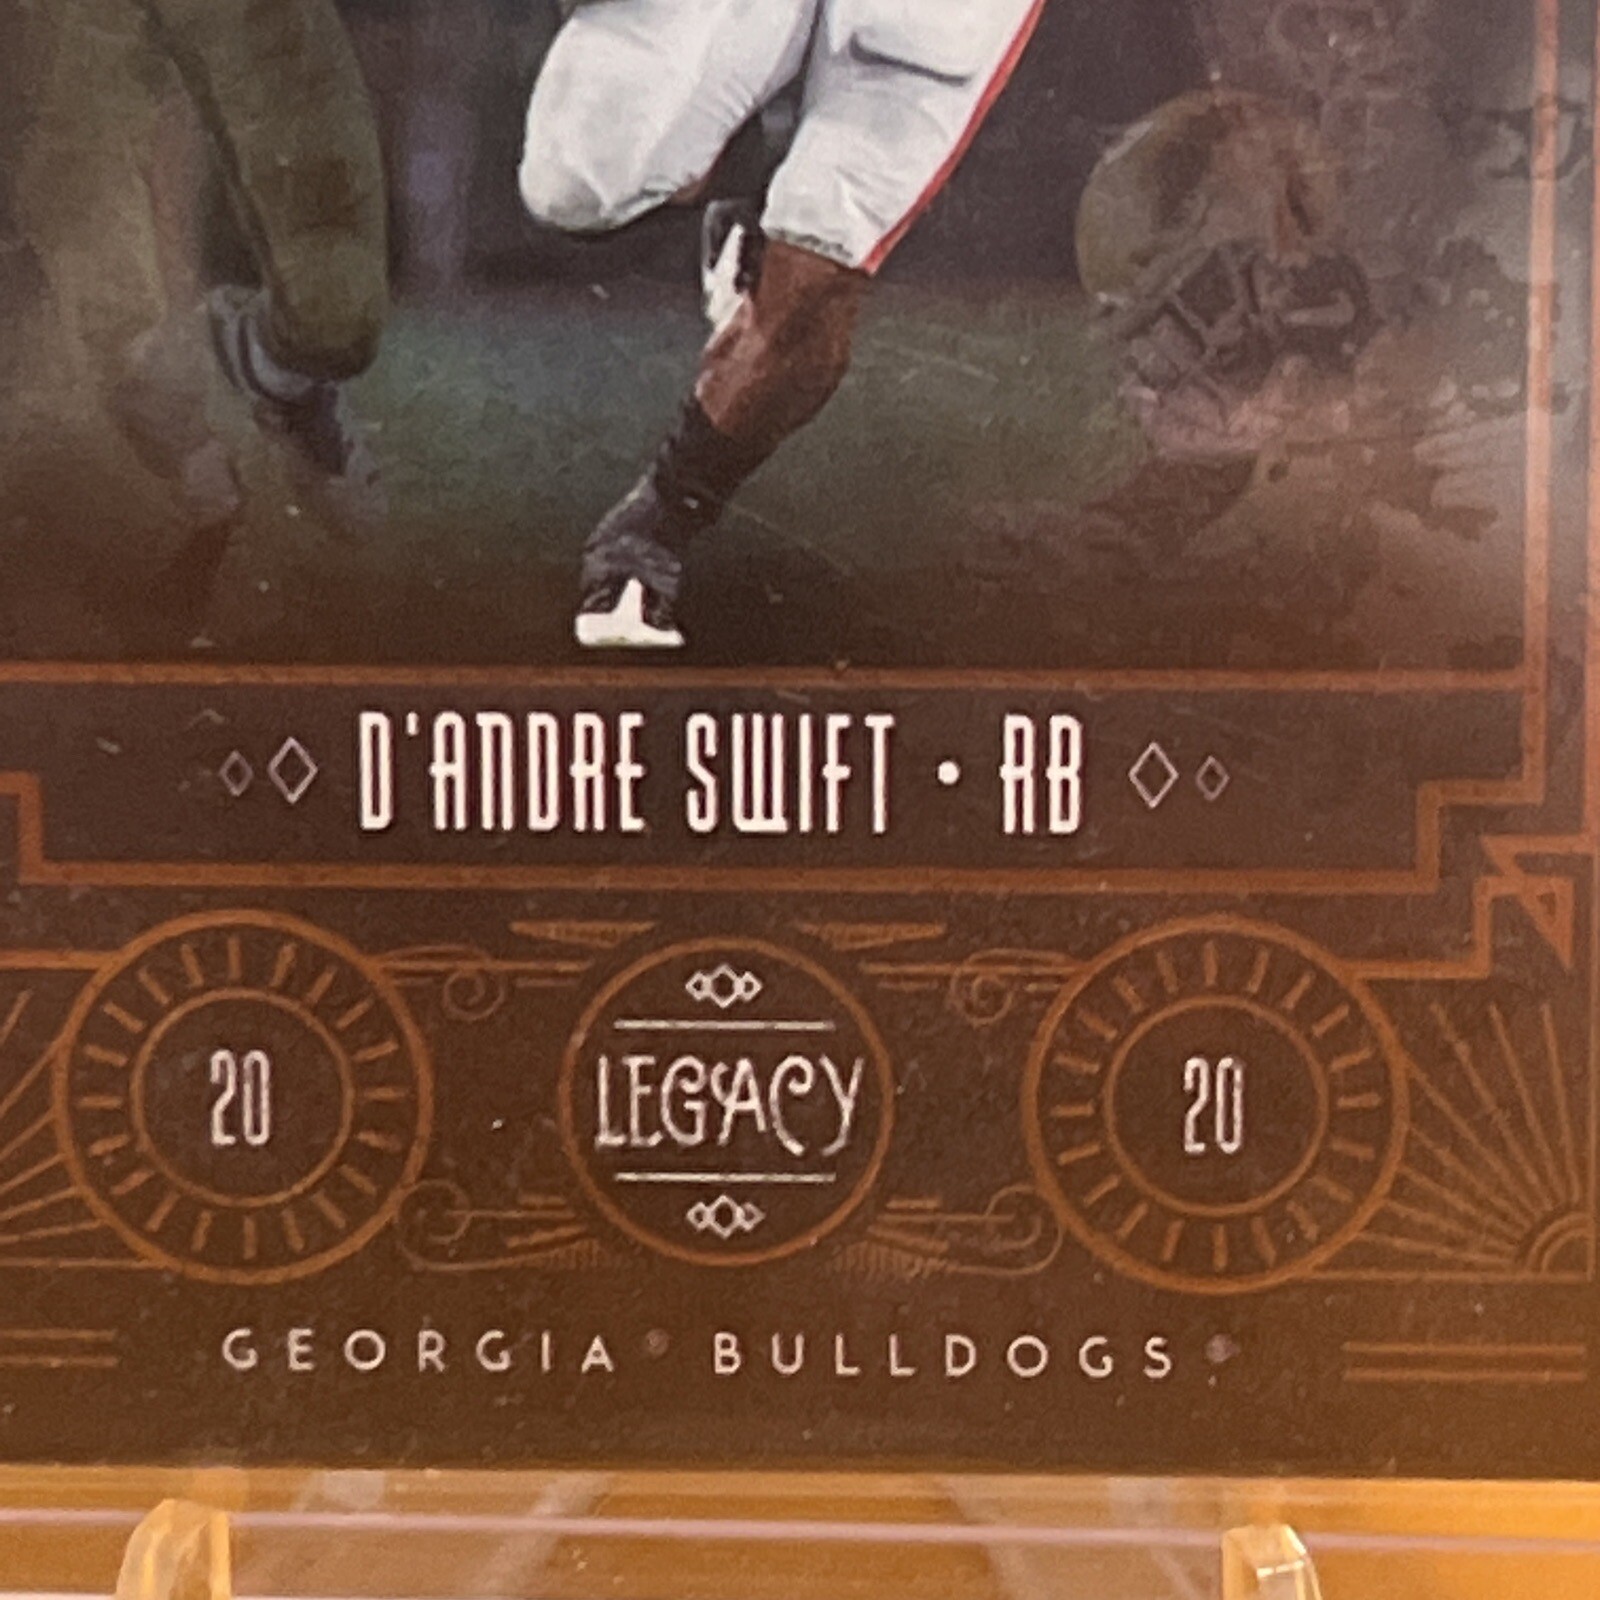 D'ANDRE SWIFT • RB
20 LEGACY 20
GEORGIA® BULLDOGS®